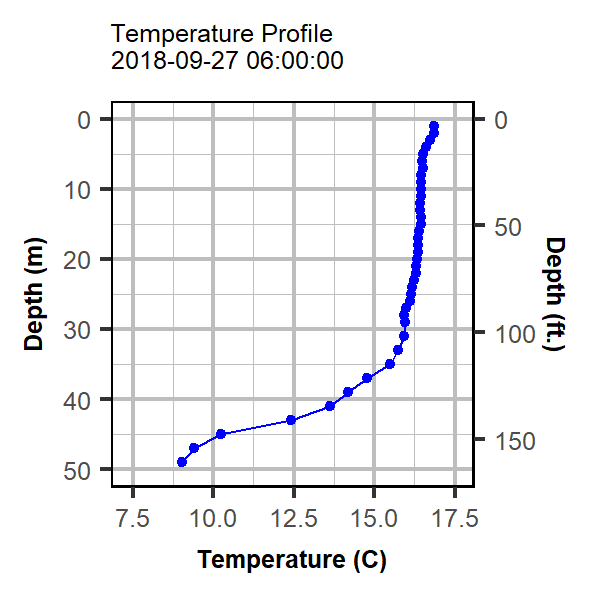 Temperature Profile
2018-09-27 06:00:00
Depth (m)
0
10
20
30
40
50
0
50
100
150
Depth (ft.)
7.5 10.0 12.5 15.0 17.5
Temperature (C)